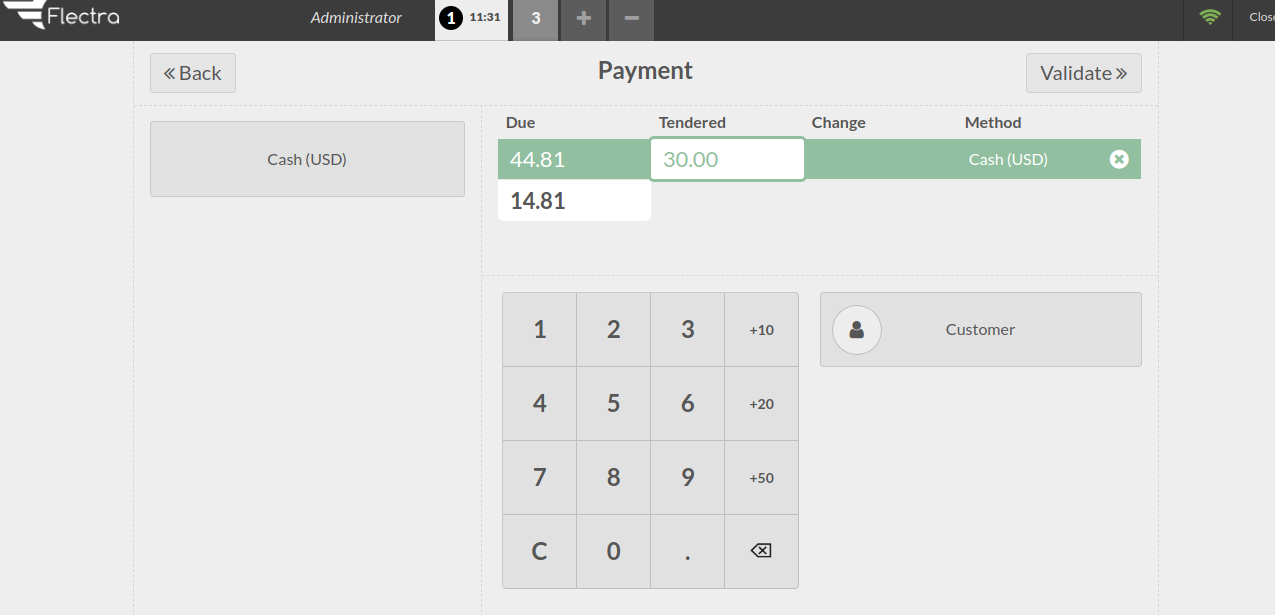 Flectra
Administrator
1 11:31
3
+
−
Close
Back
Payment
Validate
Cash (USD)
Due Tendered Change Method
44.81 30.00 Cash (USD)
14.81
1 2 3 +10
4 5 6 +20
7 8 9 +50
C 0 .
Customer